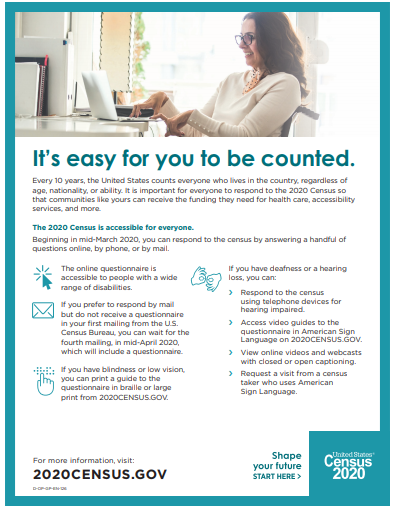 It's easy for you to be counted.
Every 10 years, the United States counts everyone who lives in the country, regardless of
age, nationality, or ability. It is important for everyone to respond to the 2020 Census so
that communities like yours can receive the funding they need for health care, accessibility
services, and more.
The 2020 Census is accessible for everyone.
Beginning in mid-March 2020, you can respond to the census by answering a handful of
questions online, by phone, or by mail.
The online questionnaire is
accessible to people with a wide
range of disabilities.
If you prefer to respond by mail
but do not receive a questionnaire
in your first mailing from the U.S.
Census Bureau, you can wait for the
fourth mailing, in mid-April 2020,
which will include a questionnaire.
If you have blindness or low vision,
you can print a guide to the
questionnaire in braille or large
print from 2020CENSUS.GOV.
If you have deafness or a hearing
loss, you can:
› Respond to the census
using telephone devices for
hearing impaired.
› Access video guides to the
questionnaire in American Sign
Language on 2020CENSUS.GOV.
› View online videos and webcasts
with closed or open captioning.
› Request a visit from a census
taker who uses American
Sign Language.
For more information, visit:
2020CENSUS.GOV
D-OP-GP-EN-126
Shape
your future
START HERE >
United States®
Census
2020